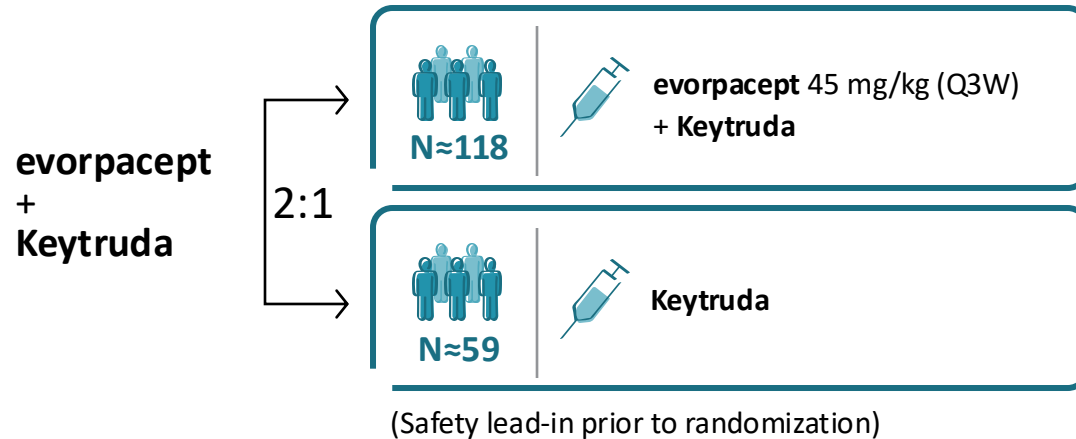 evorpacept
+
Keytruda
2:1
N≈118
evorpacept 45 mg/kg (Q3W)
+ Keytruda
N≈59
Keytruda
(Safety lead-in prior to randomization)